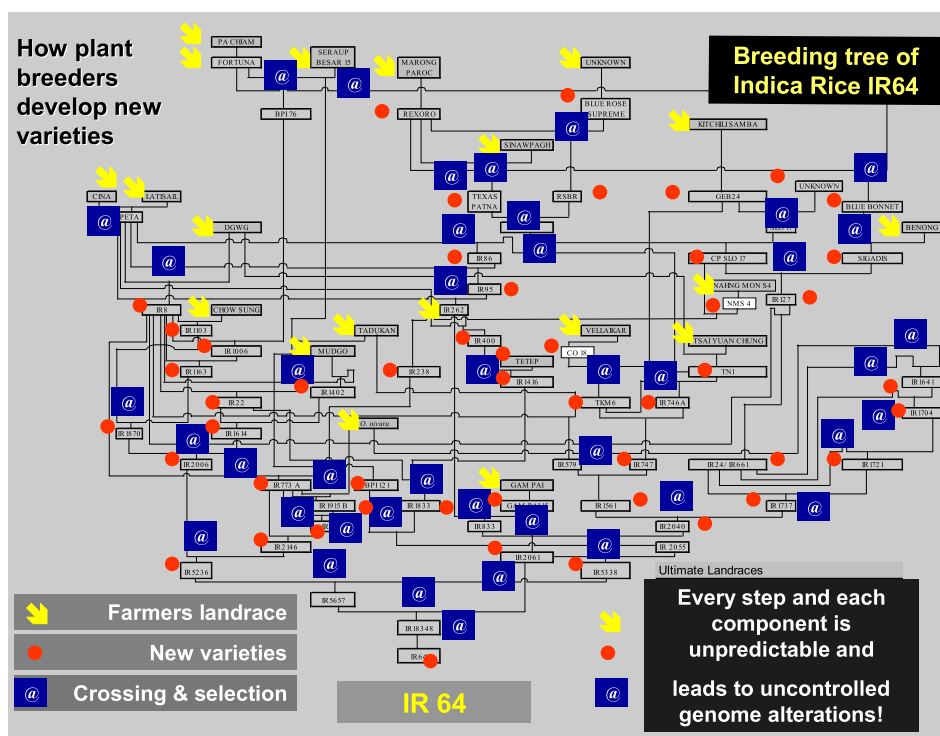 How plant
breeders
develop new
varieties
Breeding tree of
Indica Rice IR64
PA CHIAM
FORTUNA
SERAUP
BESAR 15
MARONG
PAROC
UNKNOWN
BP176
REXORO
BLUE ROSE
SUPREME
KITCHILI SAMBA
SINAWPAGH
CINA
LATISAIL
TEXAS
PATNA
RSBR
GEB24
UNKNOWN
BLUE BONNET
PETA
DGWG
BENONG
IR86
CP SLO 17
SIGADIS
IR95
NAHNG MON S4
IR8
CHOW SUNG
IR262
NMS 4
IR127
IR1103
TADUKAN
VELLAIKAR
TSAI YUAN CHUNG
IR1006
MUDGO
IR400
CO 18
TETEP
IR1163
IR238
IR1416
TN1
IR1641
IR1402
IR22
TKM6
IR746A
IR1704
O. nivara
IR1870
IR1614
IR2006
IR579
IR747
IR24/ IR661
IR1721
IR773 A
BPI121
GAM PAI
IR1915 B
IR1833
IR1561
IR1737
IR833
IR2040
IR2146
IR2061
IR 2055
IR5236
IR5338
Ultimate Landraces
IR5657
IR18348
IR64
Farmers landrace
New varieties
@ Crossing & selection
IR 64
Every step and each
component is
unpredictable and
@ leads to uncontrolled
genome alterations!